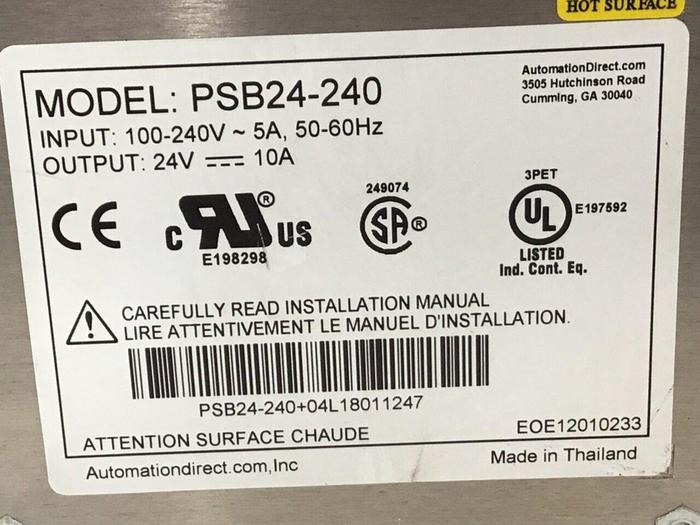 HOT SURFACE
MODEL: PSB24-240
INPUT: 100-240V ~ 5A, 50-60Hz
OUTPUT: 24V ⎓ 10A
AutomationDirect.com
3505 Hutchinson Road
Cumming, GA 30040
CE
c RU ® US
E198298
249074
SA ®
3PET
UL
E197592
LISTED
Ind. Cont. Eq.
CAREFULLY READ INSTALLATION MANUAL
LIRE ATTENTIVEMENT LE MANUEL D'INSTALLATION.
PSB24-240+04L18011247
ATTENTION SURFACE CHAUDE
EOE12010233
Automationdirect.com,Inc
Made in Thailand